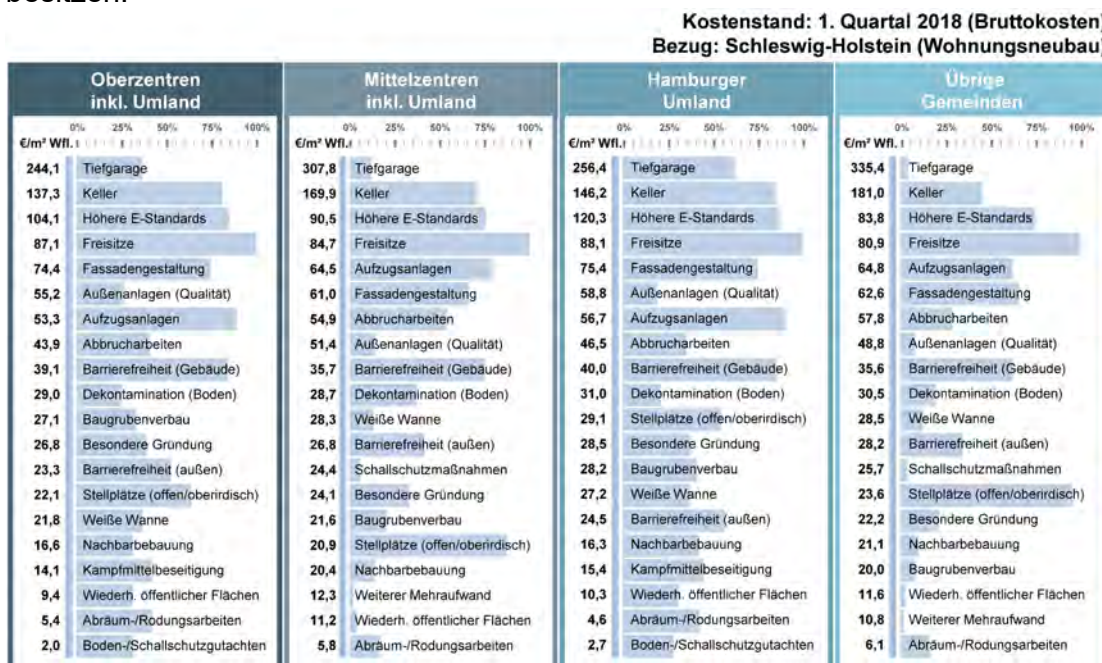 besitzen.
Kostenstand: 1. Quartal 2018 (Bruttokosten)
Bezug: Schleswig-Holstein (Wohnungsneubau)
Oberzentren
inkl. Umland
0% 25% 50% 75% 100%
€/m² Wfl.
244,1 Tiefgarage
137,3 Keller
104,1 Höhere E-Standards
87,1 Freisitze
74,4 Fassadengestaltung
55,2 Außenanlagen (Qualität)
53,3 Aufzugsanlagen
43,9 Abbrucharbeiten
39,1 Barrierefreiheit (Gebäude)
29,0 Dekontamination (Boden)
27,1 Baugrubenverbau
26,8 Besondere Gründung
23,3 Barrierefreiheit (außen)
22,1 Stellplätze (offen/oberirdisch)
21,8 Weiße Wanne
16,6 Nachbarbebauung
14,1 Kampfmittelbeseitigung
9,4 Wiederh. öffentlicher Flächen
5,4 Abräum-/Rodungsarbeiten
2,0 Boden-/Schallschutzgutachten
Mittelzentren
inkl. Umland
0% 25% 50% 75% 100%
€/m² Wfl.
307,8 Tiefgarage
169,9 Keller
90,5 Höhere E-Standards
84,7 Freisitze
64,5 Aufzugsanlagen
61,0 Fassadengestaltung
54,9 Abbrucharbeiten
51,4 Außenanlagen (Qualität)
35,7 Barrierefreiheit (Gebäude)
28,7 Dekontamination (Boden)
28,3 Weiße Wanne
26,8 Barrierefreiheit (außen)
24,4 Schallschutzmaßnahmen
24,1 Besondere Gründung
21,6 Baugrubenverbau
20,9 Stellplätze (offen/oberirdisch)
20,4 Nachbarbebauung
12,3 Weiterer Mehraufwand
11,2 Wiederh. öffentlicher Flächen
5,8 Abräum-/Rodungsarbeiten
Hamburger
Umland
0% 25% 50% 75% 100%
€/m² Wfl.
256,4 Tiefgarage
146,2 Keller
120,3 Höhere E-Standards
88,1 Freisitze
75,4 Fassadengestaltung
58,8 Außenanlagen (Qualität)
56,7 Aufzugsanlagen
46,5 Abbrucharbeiten
40,0 Barrierefreiheit (Gebäude)
31,0 Dekontamination (Boden)
29,1 Stellplätze (offen/oberirdisch)
28,5 Besondere Gründung
28,2 Baugrubenverbau
27,2 Weiße Wanne
24,5 Barrierefreiheit (außen)
16,3 Nachbarbebauung
15,4 Kampfmittelbeseitigung
10,3 Wiederh. öffentlicher Flächen
4,6 Abräum-/Rodungsarbeiten
2,7 Boden-/Schallschutzgutachten
Übrige
Gemeinden
0% 25% 50% 75% 100%
€/m² Wfl.
335,4 Tiefgarage
181,0 Keller
83,8 Höhere E-Standards
80,9 Freisitze
64,8 Aufzugsanlagen
62,6 Fassadengestaltung
57,8 Abbrucharbeiten
48,8 Außenanlagen (Qualität)
35,6 Barrierefreiheit (Gebäude)
30,5 Dekontamination (Boden)
28,5 Weiße Wanne
28,2 Barrierefreiheit (außen)
25,7 Schallschutzmaßnahmen
23,6 Stellplätze (offen/oberirdisch)
22,2 Besondere Gründung
21,1 Nachbarbebauung
20,0 Baugrubenverbau
11,6 Wiederh. öffentlicher Flächen
10,8 Weiterer Mehraufwand
6,1 Abräum-/Rodungsarbeiten